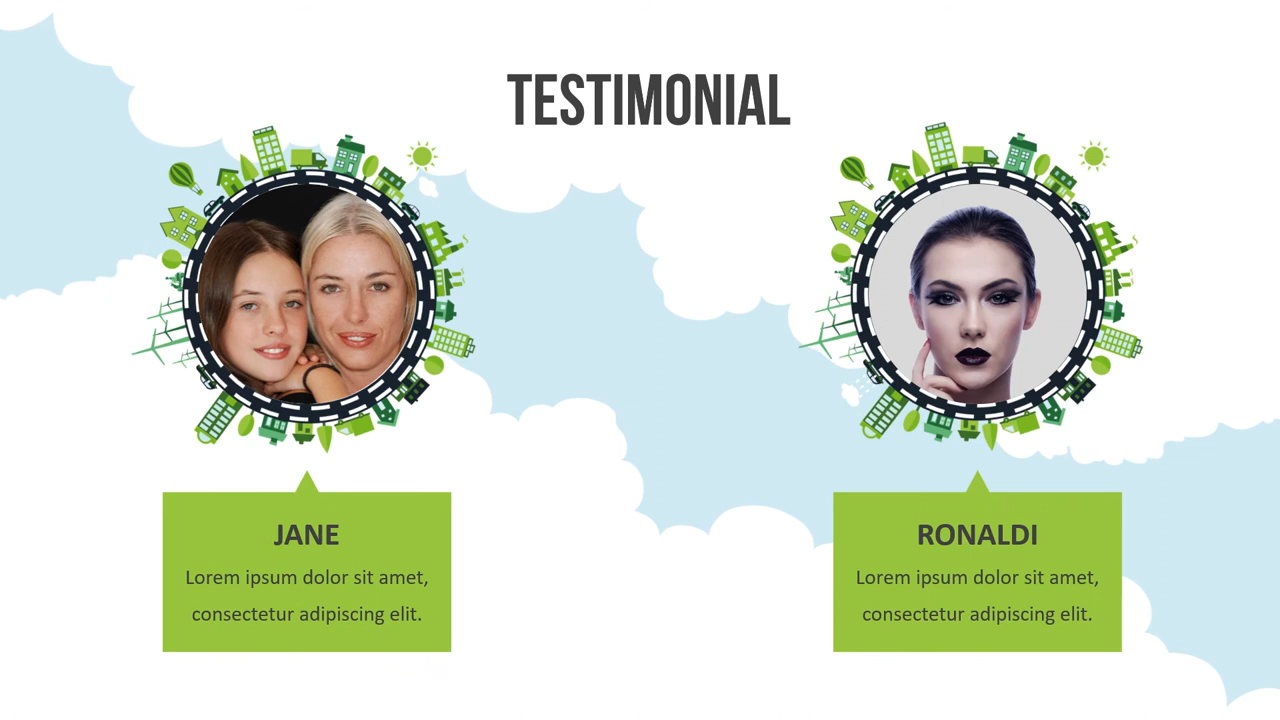 TESTIMONIAL
JANE
Lorem ipsum dolor sit amet,
consectetur adipiscing elit.
RONALDI
Lorem ipsum dolor sit amet,
consectetur adipiscing elit.